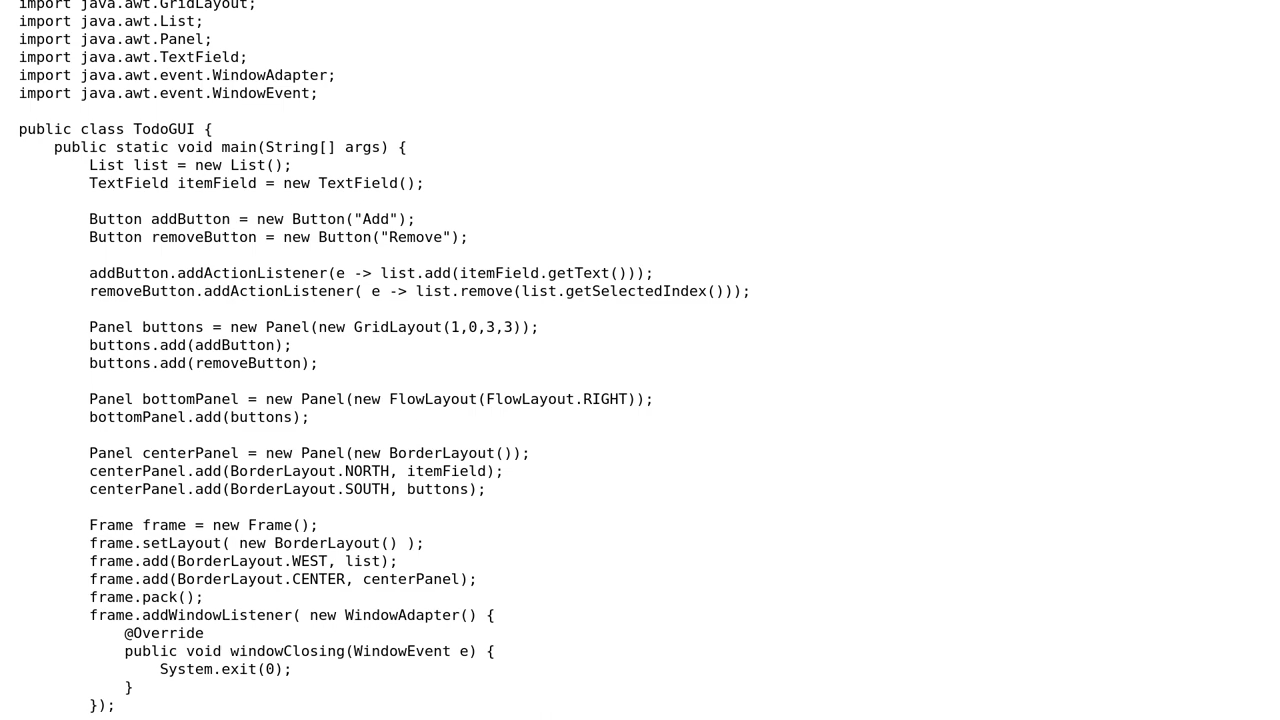 import java.awt.GridLayout;
import java.awt.List;
import java.awt.Panel;
import java.awt.TextField;
import java.awt.event.WindowAdapter;
import java.awt.event.WindowEvent;

public class TodoGUI {
    public static void main(String[] args) {
        List list = new List();
        TextField itemField = new TextField();

        Button addButton = new Button("Add");
        Button removeButton = new Button("Remove");

        addButton.addActionListener(e -> list.add(itemField.getText()));
        removeButton.addActionListener( e -> list.remove(list.getSelectedIndex()));

        Panel buttons = new Panel(new GridLayout(1,0,3,3));
        buttons.add(addButton);
        buttons.add(removeButton);

        Panel bottomPanel = new Panel(new FlowLayout(FlowLayout.RIGHT));
        bottomPanel.add(buttons);

        Panel centerPanel = new Panel(new BorderLayout());
        centerPanel.add(BorderLayout.NORTH, itemField);
        centerPanel.add(BorderLayout.SOUTH, buttons);

        Frame frame = new Frame();
        frame.setLayout( new BorderLayout() );
        frame.add(BorderLayout.WEST, list);
        frame.add(BorderLayout.CENTER, centerPanel);
        frame.pack();
        frame.addWindowListener( new WindowAdapter() {
            @Override
            public void windowClosing(WindowEvent e) {
                System.exit(0);
            }
        });